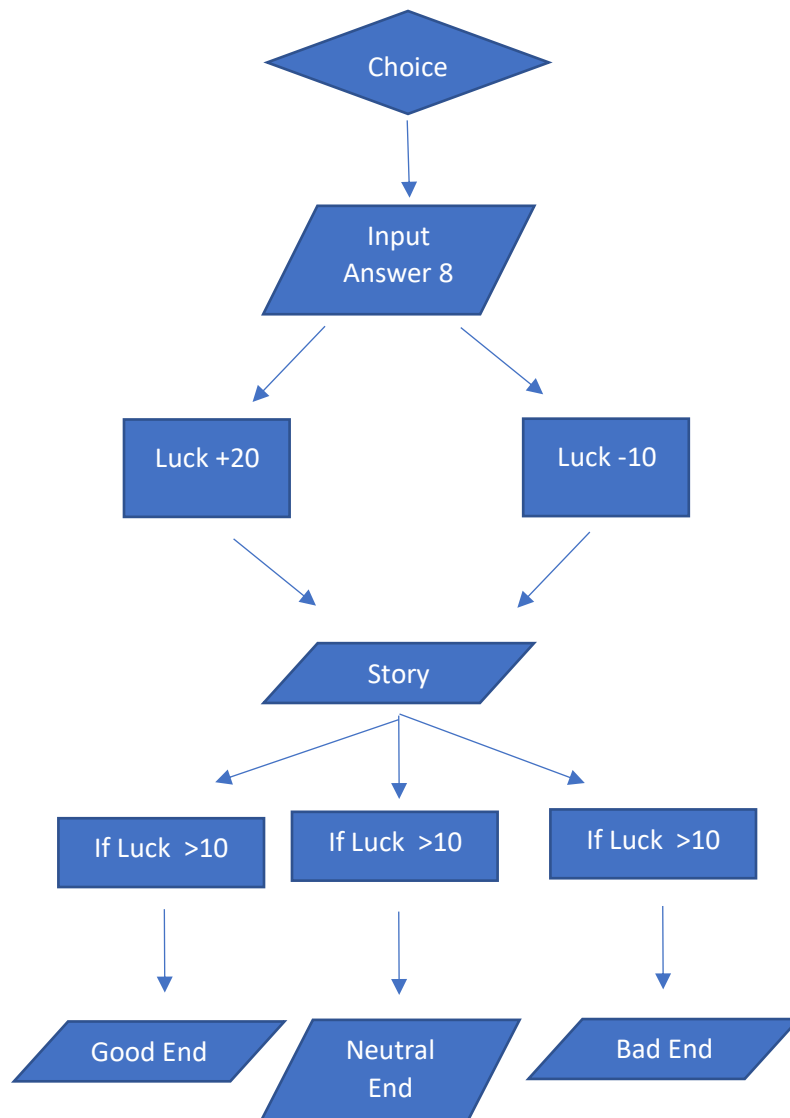 Choice
Input
Answer 8
Luck +20
Luck -10
Story
If Luck  >10
If Luck  >10
If Luck  >10
Good End
Neutral
End
Bad End